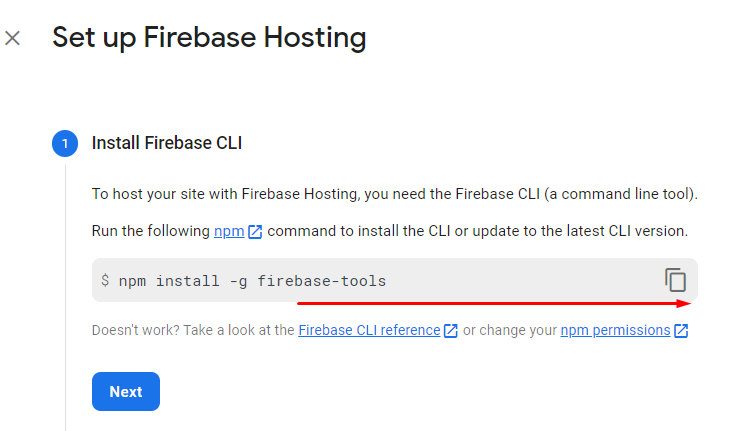 Set up Firebase Hosting
1
Install Firebase CLI
To host your site with Firebase Hosting, you need the Firebase CLI (a command line tool).
Run the following npm command to install the CLI or update to the latest CLI version.
$ npm install -g firebase-tools
Doesn't work? Take a look at the Firebase CLI reference or change your npm permissions
Next